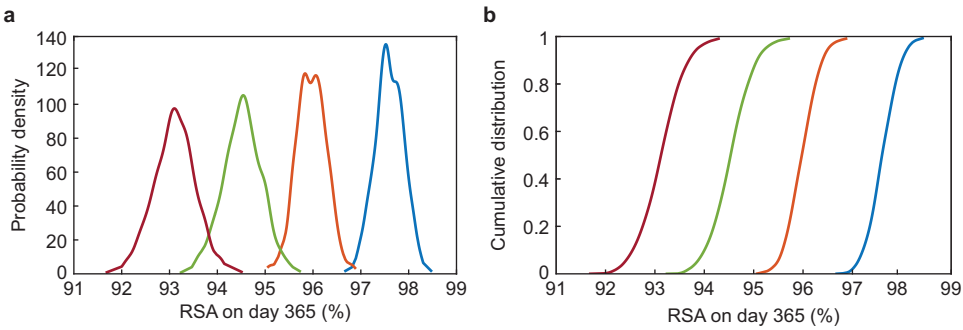 a
140
120
100
80
60
40
20
0
Probability density
91 92 93 94 95 96 97 98 99
RSA on day 365 (%)
b
1
0.8
0.6
0.4
0.2
0
Cumulative distribution
91 92 93 94 95 96 97 98 99
RSA on day 365 (%)